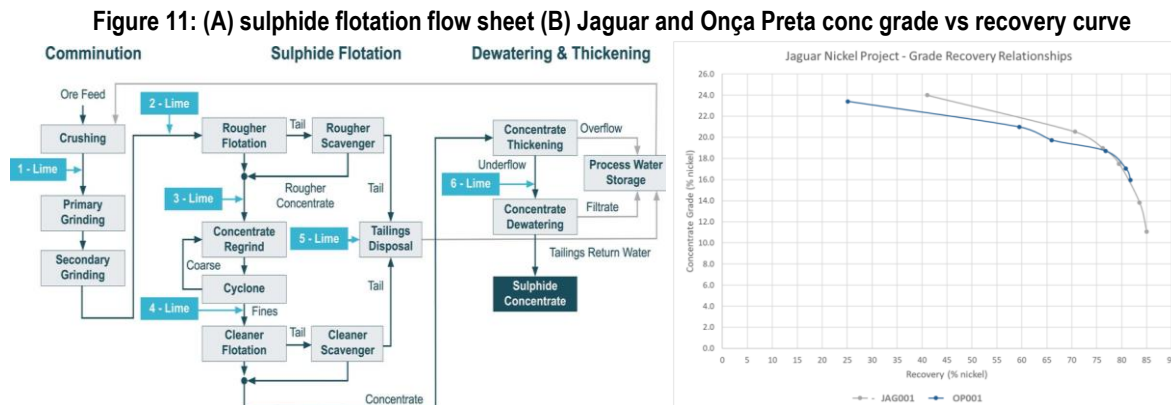 Figure 11: (A) sulphide flotation flow sheet (B) Jaguar and Onça Preta conc grade vs recovery curve
Comminution
Sulphide Flotation
Dewatering & Thickening
Ore Feed
Crushing
1 - Lime
Primary
Grinding
Secondary
Grinding
2 - Lime
Rougher
Flotation
Tail
Rougher
Scavenger
3 - Lime
Rougher
Concentrate
Tail
Concentrate
Regrind
Coarse
Cyclone
4 - Lime
Fines
5 - Lime
Tailings
Disposal
Tail
Cleaner
Flotation
Tail
Cleaner
Scavenger
Concentrate
Concentrate
Thickening
Overflow
Underflow
6 - Lime
Process Water
Storage
Concentrate
Dewatering
Filtrate
Tailings Return Water
Sulphide
Concentrate
Jaguar Nickel Project - Grade Recovery Relationships
Concentrate Grade (% nickel)
26.0
24.0
22.0
20.0
18.0
16.0
14.0
12.0
10.0
8.0
6.0
4.0
2.0
0.0
0 5 10 15 20 25 30 35 40 45 50 55 60 65 70 75 80 85 9
Recovery (% nickel)
- JAG001 OP001